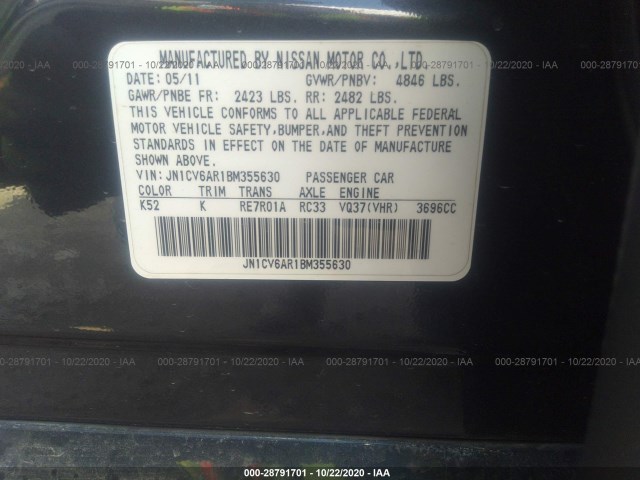 MANUFACTURED BY NISSAN MOTOR CO.,LTD.
DATE: 05/11 GVWR/PNBV: 4846 LBS.
GAWR/PNBE FR: 2423 LBS. RR: 2482 LBS.
THIS VEHICLE CONFORMS TO ALL APPLICABLE FEDERAL
MOTOR VEHICLE SAFETY,BUMPER,AND THEFT PREVENTION
STANDARDS IN EFFECT ON THE DATE OF MANUFACTURE
SHOWN ABOVE.
VIN: JN1CV6AR1BM355630 PASSENGER CAR
COLOR TRIM TRANS AXLE ENGINE
K52 K RE7R01A RC33 VQ37(VHR) 3696CC
JN1CV6AR1BM355630
000-28791701 - 10/22/2020 - IAA